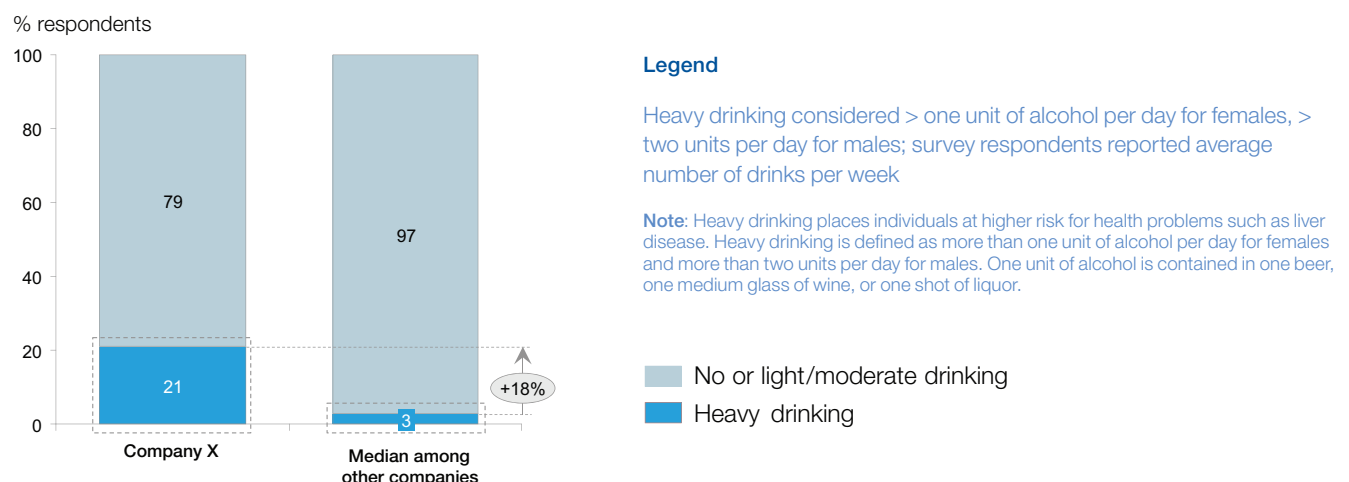 % respondents
100
80
60
40
20
0
79
21
97
3
+18%
Company X
Median among
other companies
Legend
Heavy drinking considered > one unit of alcohol per day for females, >
two units per day for males; survey respondents reported average
number of drinks per week
Note: Heavy drinking places individuals at higher risk for health problems such as liver
disease. Heavy drinking is defined as more than one unit of alcohol per day for females
and more than two units per day for males. One unit of alcohol is contained in one beer,
one medium glass of wine, or one shot of liquor.
No or light/moderate drinking
Heavy drinking